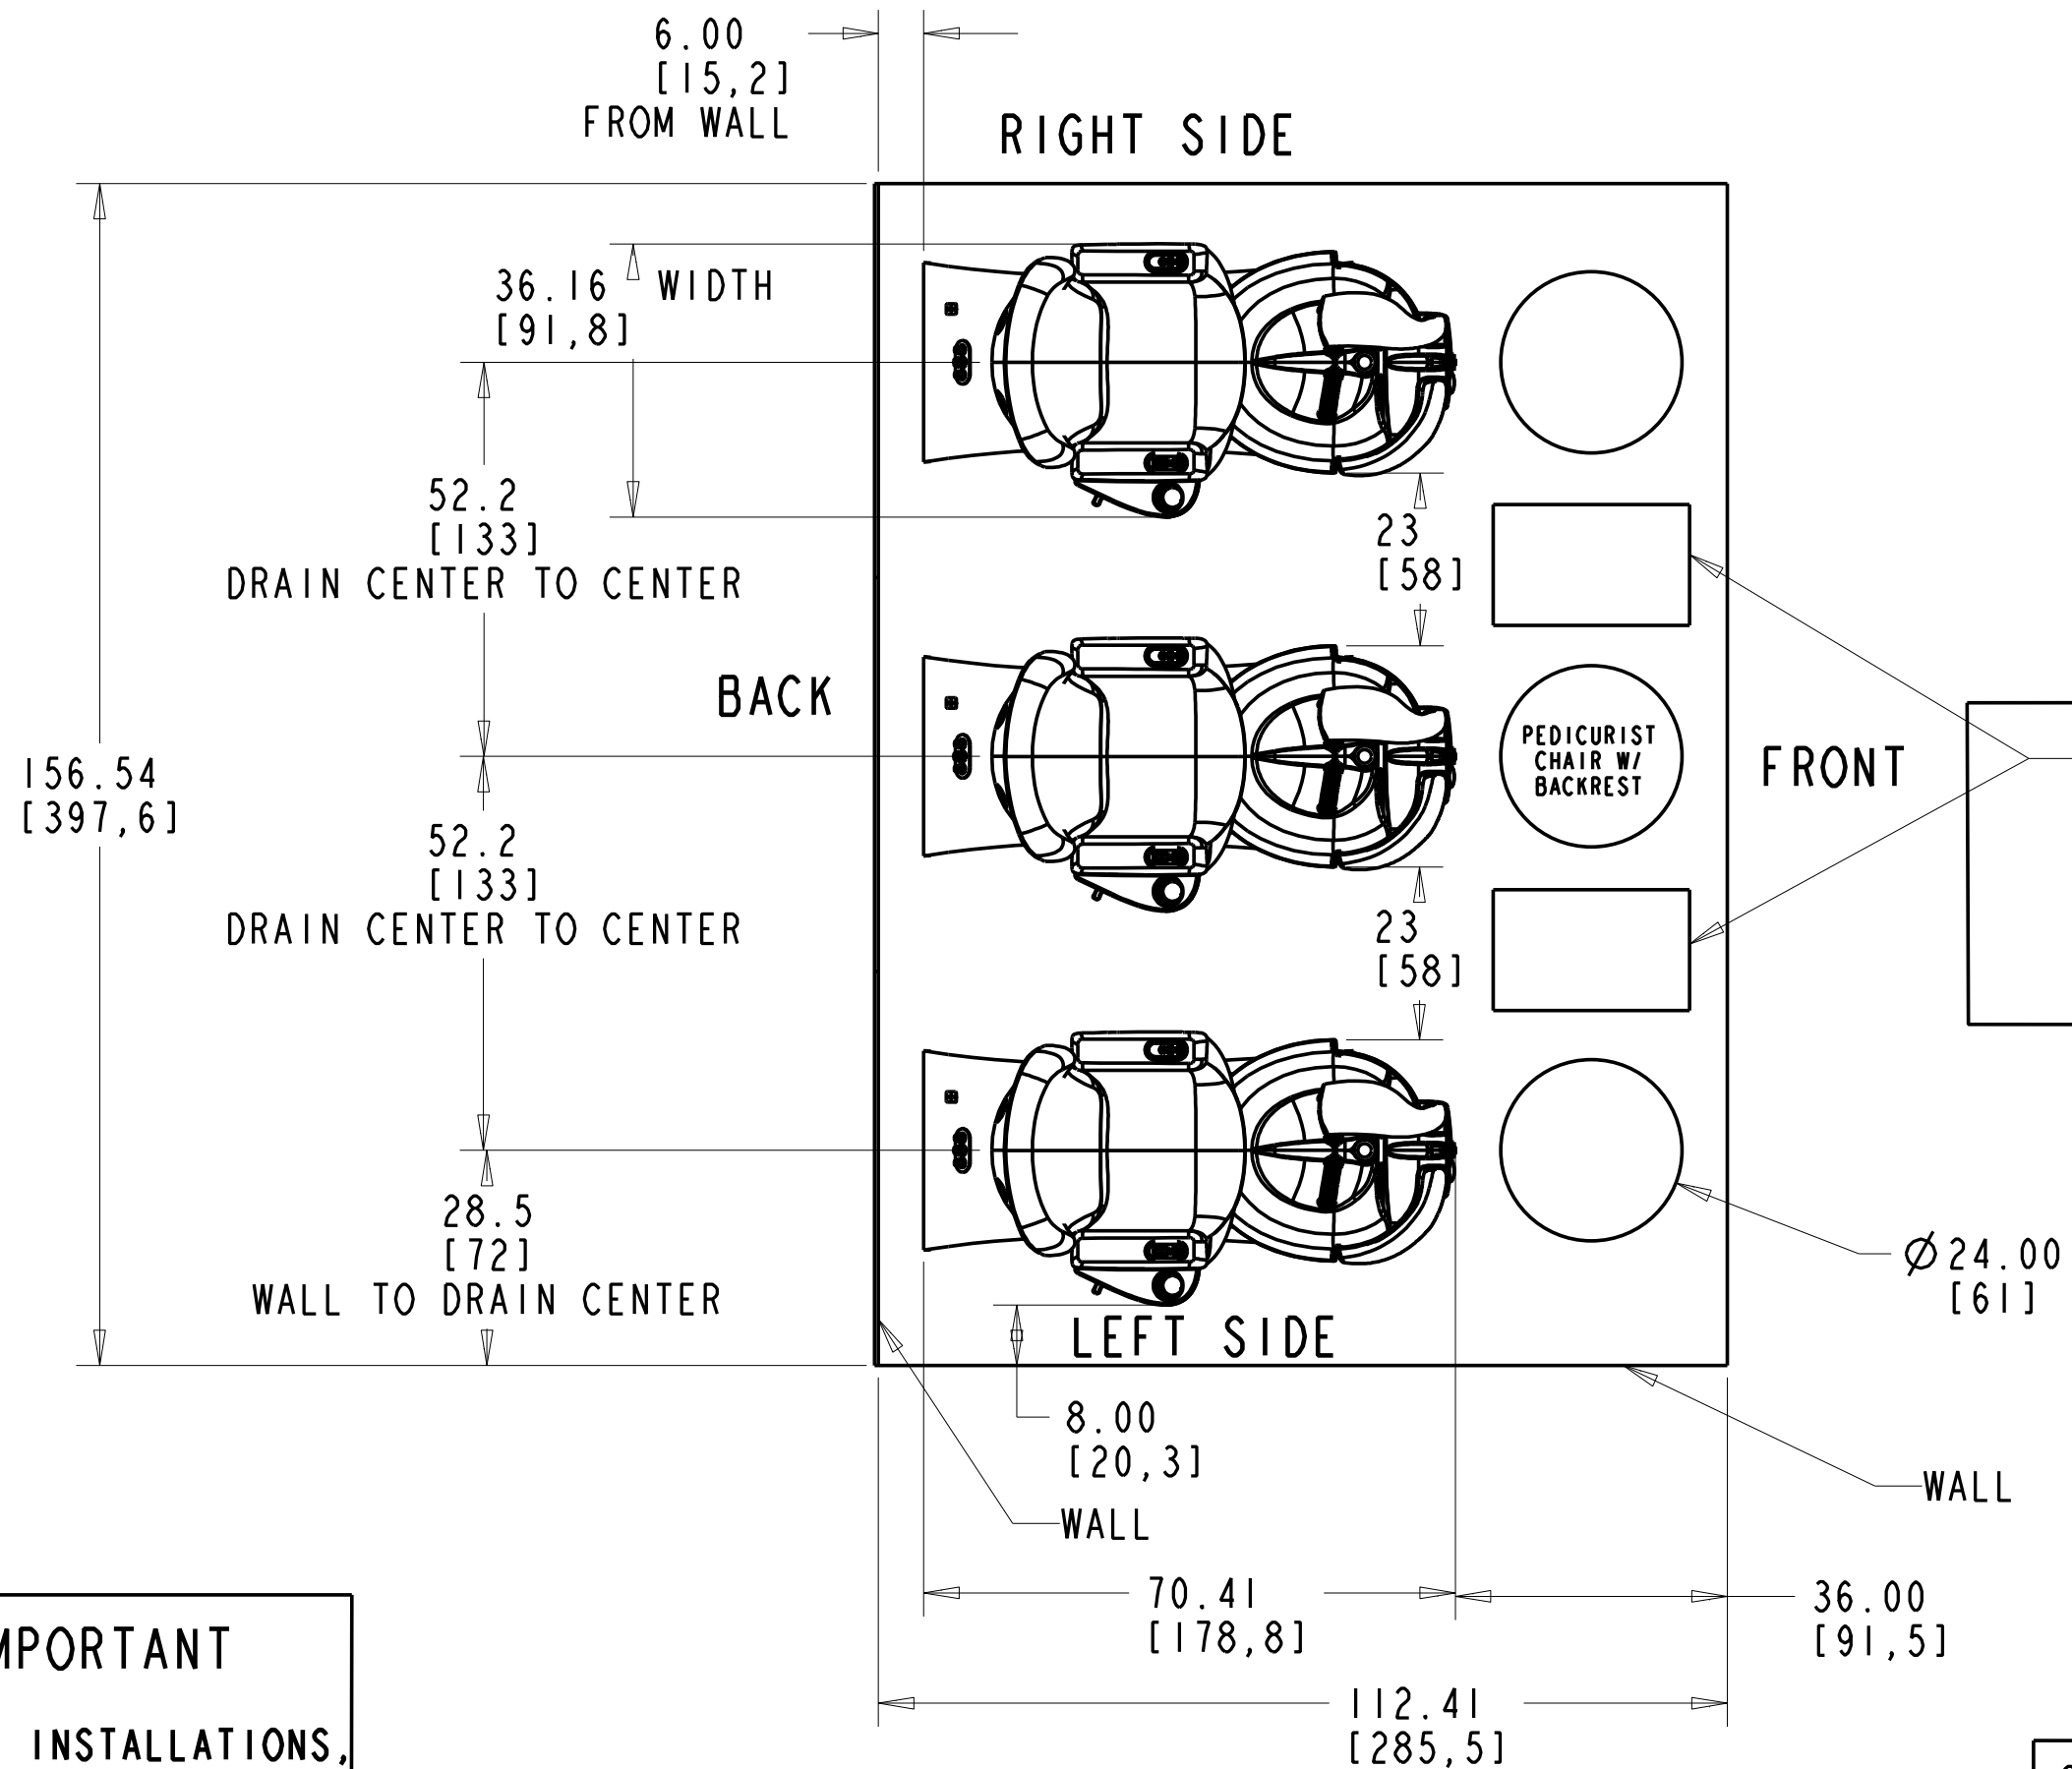 6.00
[15,2]
FROM WALL
RIGHT SIDE
36.16 WIDTH
[91,8]
52.2
[133]
DRAIN CENTER TO CENTER
23
[58]
BACK
PEDICURIST
CHAIR W/
BACKREST
FRONT
156.54
[397,6]
52.2
[133]
DRAIN CENTER TO CENTER
23
[58]
28.5
[72]
WALL TO DRAIN CENTER
Ø24.00
[61]
LEFT SIDE
8.00
[20,3]
WALL
WALL
70.41
[178,8]
36.00
[91,5]
112.41
[285,5]
MPORTANT
INSTALLATIONS,